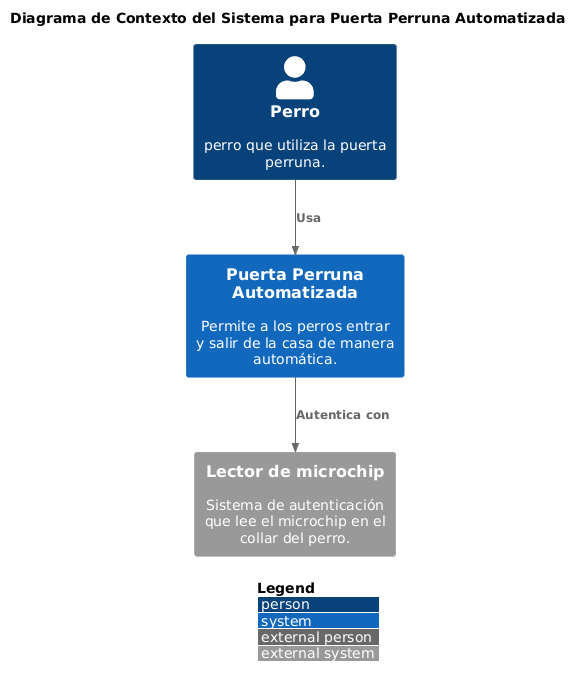 Diagrama de Contexto del Sistema para Puerta Perruna Automatizada
Perro
perro que utiliza la puerta
perruna.
Usa
Puerta Perruna
Automatizada
Permite a los perros entrar
y salir de la casa de manera
automática.
Autentica con
Lector de microchip
Sistema de autenticación
que lee el microchip en el
collar del perro.
Legend
person
system
external person
external system